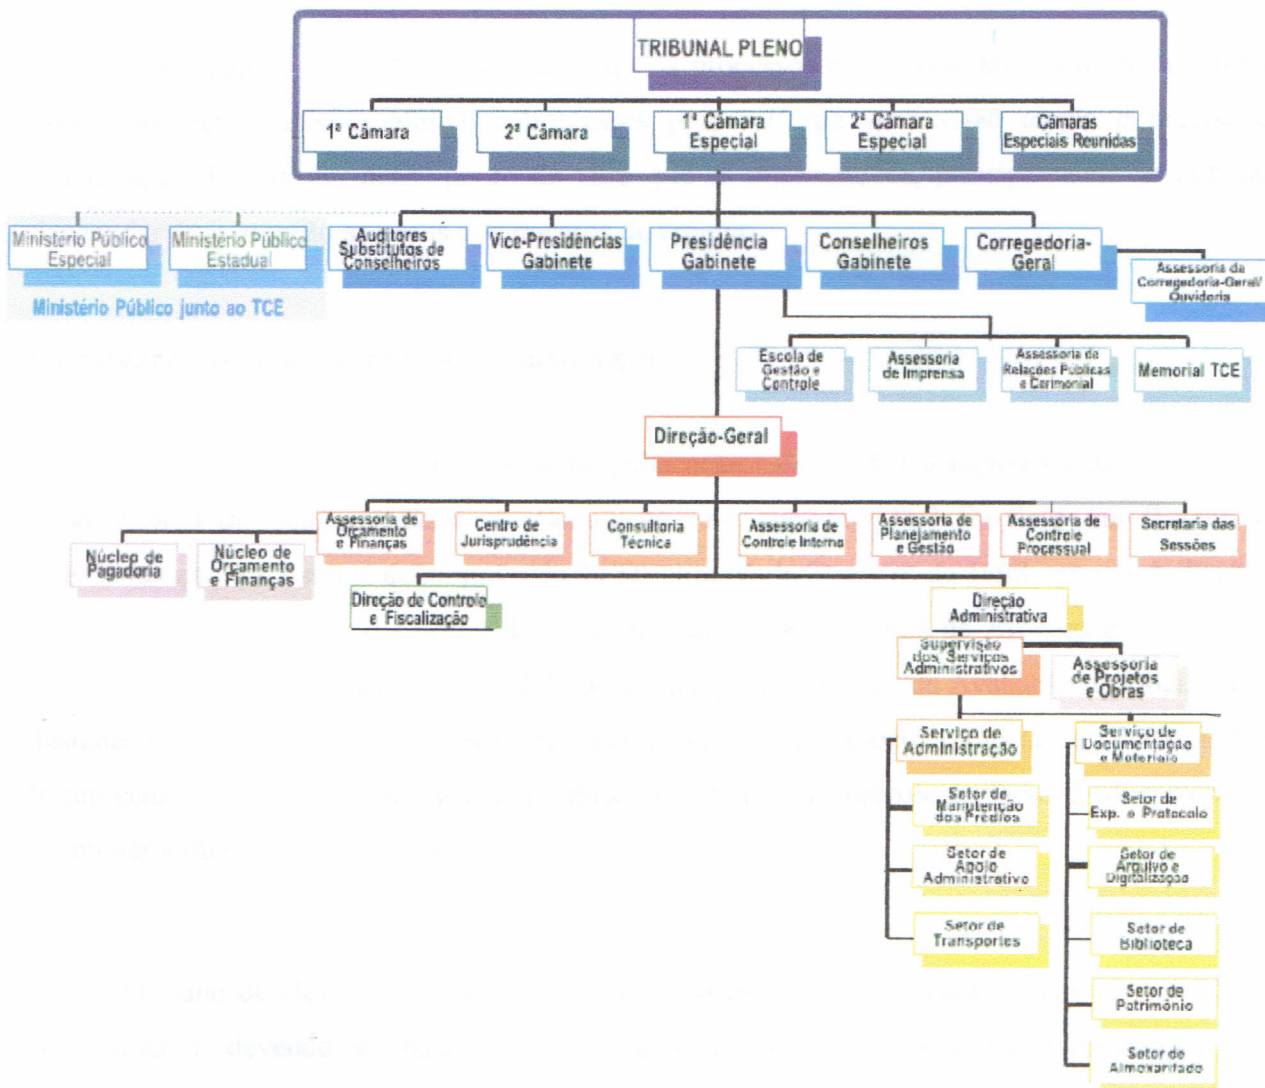 TRIBUNAL PLENO
1ª Câmara
2ª Câmara
1ª Câmara
Especial
2ª Câmara
Especial
Câmaras
Especiais Reunidas
Ministério Público
Especial
Ministério Público
Estadual
Ministério Público junto ao TCE
Auditores
Substitutos de
Conselheiros
Vice-Presidências
Gabinete
Presidência
Gabinete
Conselheiros
Gabinete
Corregedoria-
Geral
Assessoria da
Corregedoria-Geral/
Ouvidoria
Escola de
Gestão e
Controle
Assessoria
de Imprensa
Assessoria de
Relações Públicas
e Cerimonial
Memorial TCE
Direção-Geral
Assessoria de
Orçamento
e Finanças
Centro de
Jurisprudência
Consultoria
Técnica
Assessoria de
Controle Interno
Assessoria de
Planejamento
e Gestão
Assessoria de
Controle
Processual
Secretaria das
Sessões
Núcleo de
Pagadoria
Núcleo de
Orçamento
e Finanças
Direção de Controle
e Fiscalização
Direção
Administrativa
Supervisão
dos Serviços
Administrativos
Assessoria
de Projetos
e Obras
Serviço de
Administração
Serviço de
Documentação
e Materiais
Setor de
Manutenção
dos Prédios
Setor de
Apoio
Administrativo
Setor de
Transportes
Setor de
Exp. e Protocolo
Setor de
Arquivo e
Digitalização
Setor de
Biblioteca
Setor de
Patrimônio
Setor de
Almoxarifado